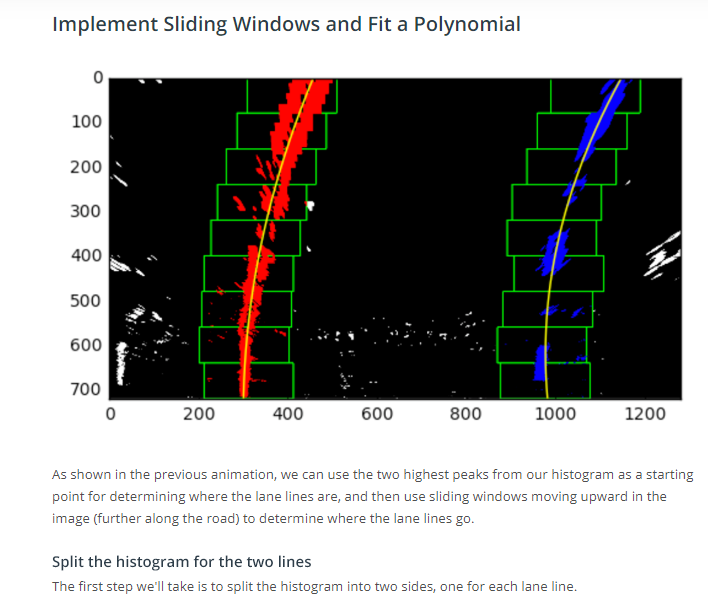 Implement Sliding Windows and Fit a Polynomial
0
100
200
300
400
500
600
700
0 200 400 600 800 1000 1200
As shown in the previous animation, we can use the two highest peaks from our histogram as a starting
point for determining where the lane lines are, and then use sliding windows moving upward in the
image (further along the road) to determine where the lane lines go.
Split the histogram for the two lines
The first step we'll take is to split the histogram into two sides, one for each lane line.